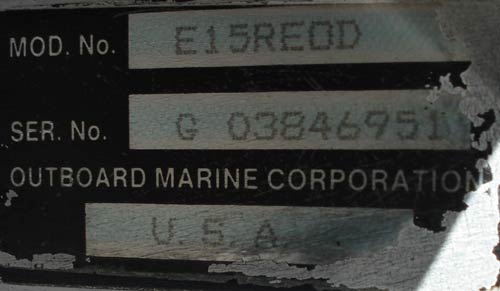 MOD. No. E15REOD
SER. No. G 03846951
OUTBOARD MARINE CORPORATION
U.S.A.